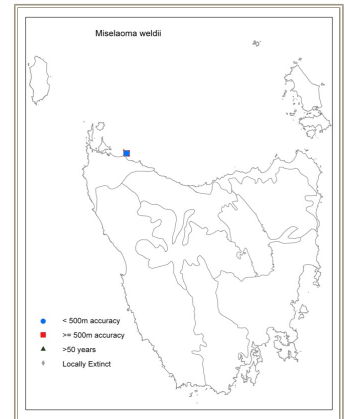 Miselaoma weldii
< 500m accuracy
>= 500m accuracy
>50 years
Locally Extinct